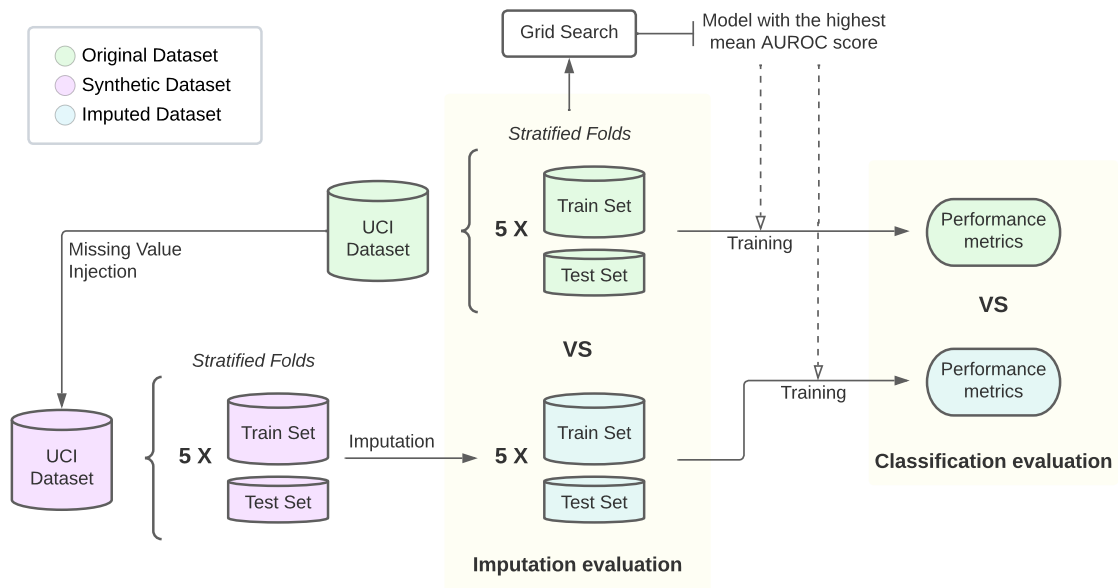 Grid Search
Model with the highest
mean AUROC score
Original Dataset
Synthetic Dataset
Imputed Dataset
Stratified Folds
UCI
Dataset
5 X
Train Set
Test Set
Missing Value
Injection
Training
Performance
metrics
VS
VS
Stratified Folds
UCI
Dataset
5 X
Train Set
Test Set
Imputation
5 X
Train Set
Test Set
Training
Performance
metrics
Classification evaluation
Imputation evaluation